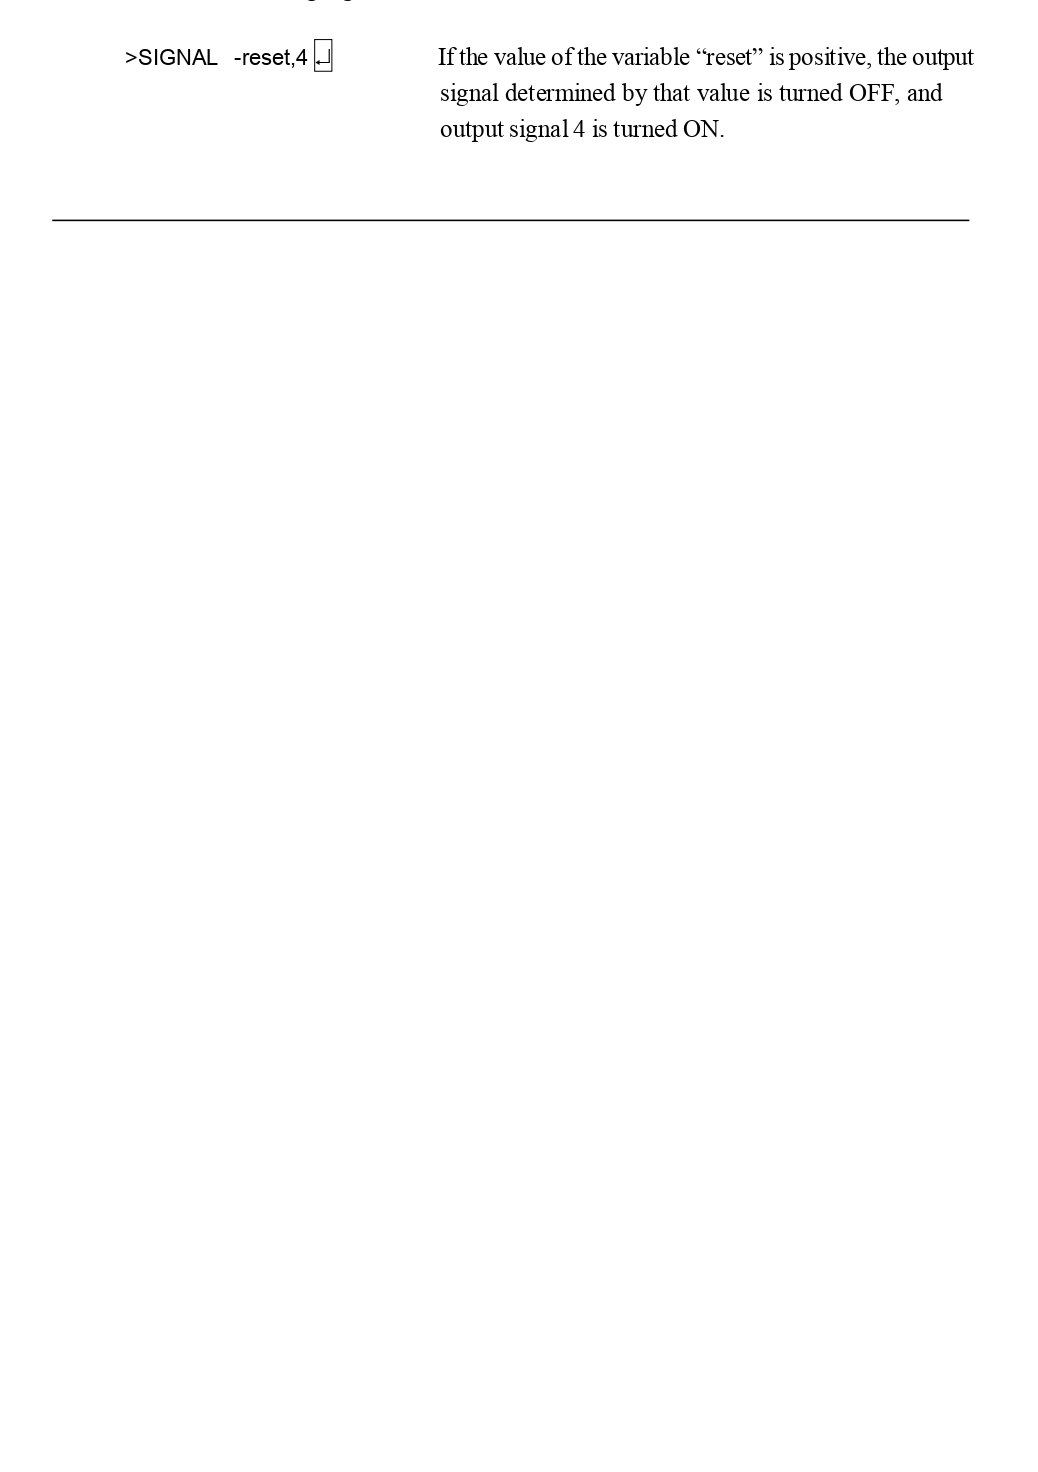 >SIGNAL -reset,4 ↵ If the value of the variable “reset” is positive, the output
signal determined by that value is turned OFF, and
output signal 4 is turned ON.